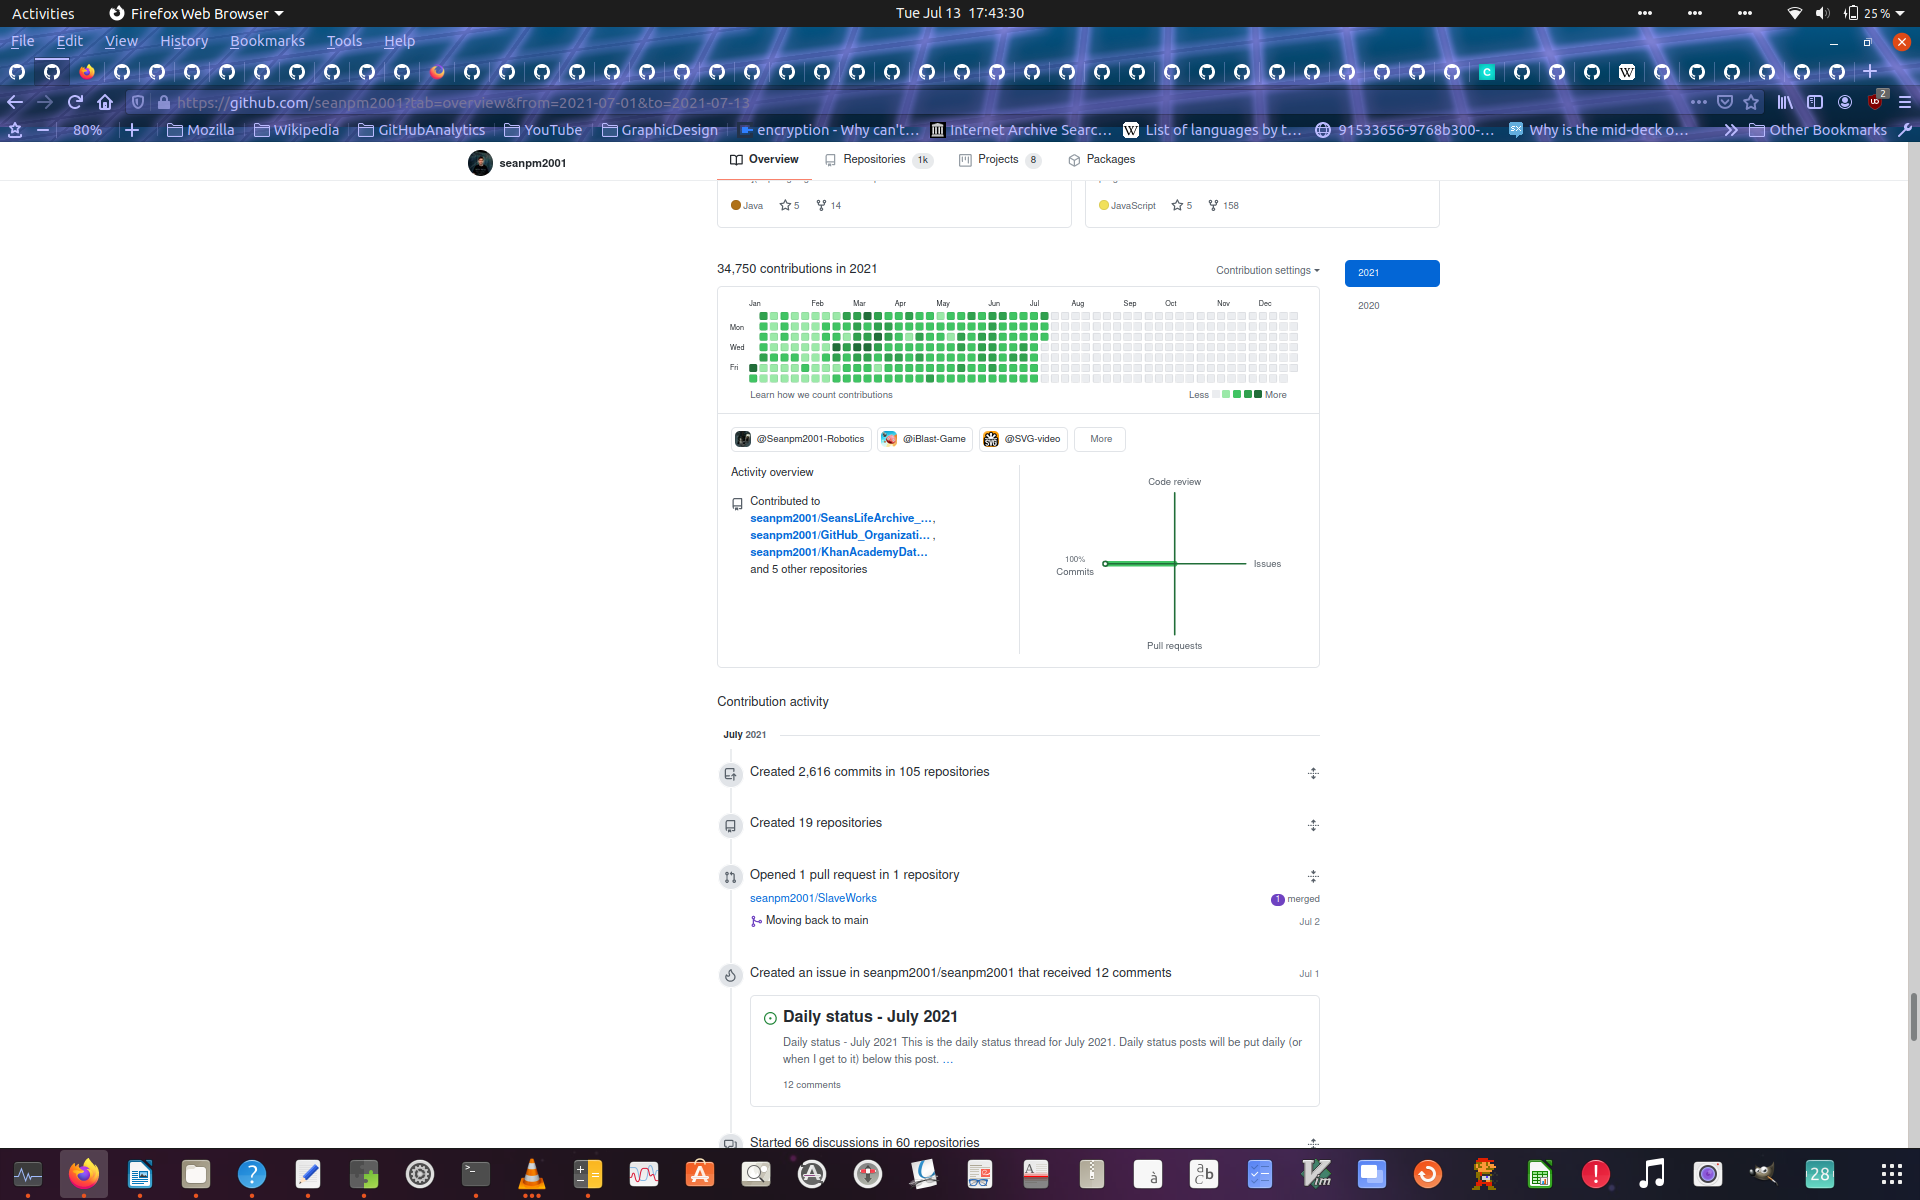 Activities
Firefox Web Browser
Tue Jul 13 17:43:30
25 %
File Edit View History Bookmarks Tools Help
https://github.com/seanpm2001?tab=overview&from=2021-07-01&to=2021-07-13
2
80%
Mozilla
Wikipedia
GitHubAnalytics
YouTube
GraphicDesign
encryption - Why can't…
Internet Archive Searc…
List of languages by t…
91533656-9768b300-…
Why is the mid-deck o…
Other Bookmarks
seanpm2001
Overview
Repositories 1k
Projects 8
Packages
Java 5 14
JavaScript 5 158
34,750 contributions in 2021
Contribution settings
2021
2020
Jan Feb Mar Apr May Jun Jul Aug Sep Oct Nov Dec
Mon
Wed
Fri
Learn how we count contributions
Less More
@Seanpm2001-Robotics
@iBlast-Game
@SVG-video
More
Activity overview
Contributed to
seanpm2001/SeansLifeArchive_…,
seanpm2001/GitHub_Organizati…,
seanpm2001/KhanAcademyDat…
and 5 other repositories
Code review
100%
Commits
Issues
Pull requests
Contribution activity
July 2021
Created 2,616 commits in 105 repositories
Created 19 repositories
Opened 1 pull request in 1 repository
seanpm2001/SlaveWorks
1 merged
Moving back to main
Jul 2
Created an issue in seanpm2001/seanpm2001 that received 12 comments
Jul 1
Daily status - July 2021
Daily status - July 2021 This is the daily status thread for July 2021. Daily status posts will be put daily (or
when I get to it) below this post. …
12 comments
Started 66 discussions in 60 repositories
28